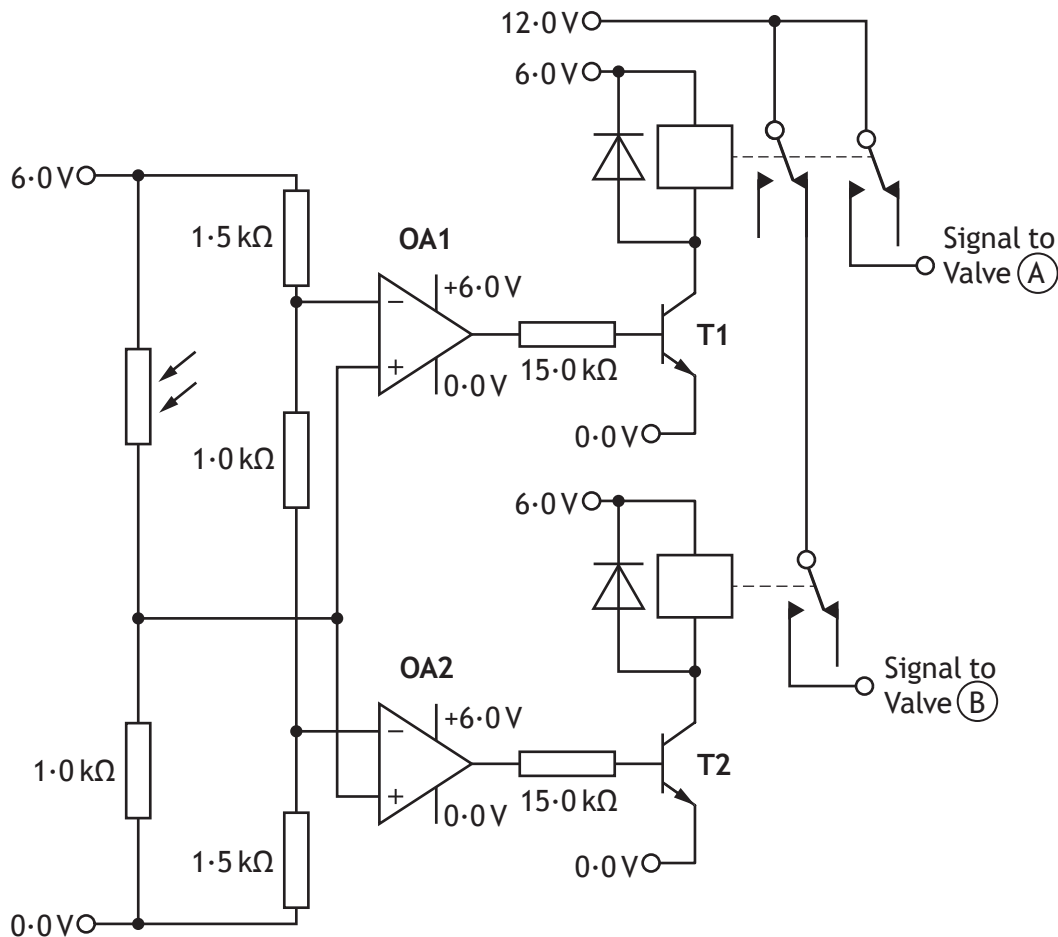 12·0 V
6·0 V
6·0 V
1·5 kΩ
OA1
+6·0 V
−
+
0·0 V
15·0 kΩ
T1
0·0 V
Signal to
Valve A
1·0 kΩ
6·0 V
OA2
+6·0 V
−
+
0·0 V
15·0 kΩ
T2
0·0 V
Signal to
Valve B
1·0 kΩ
1·5 kΩ
0·0 V